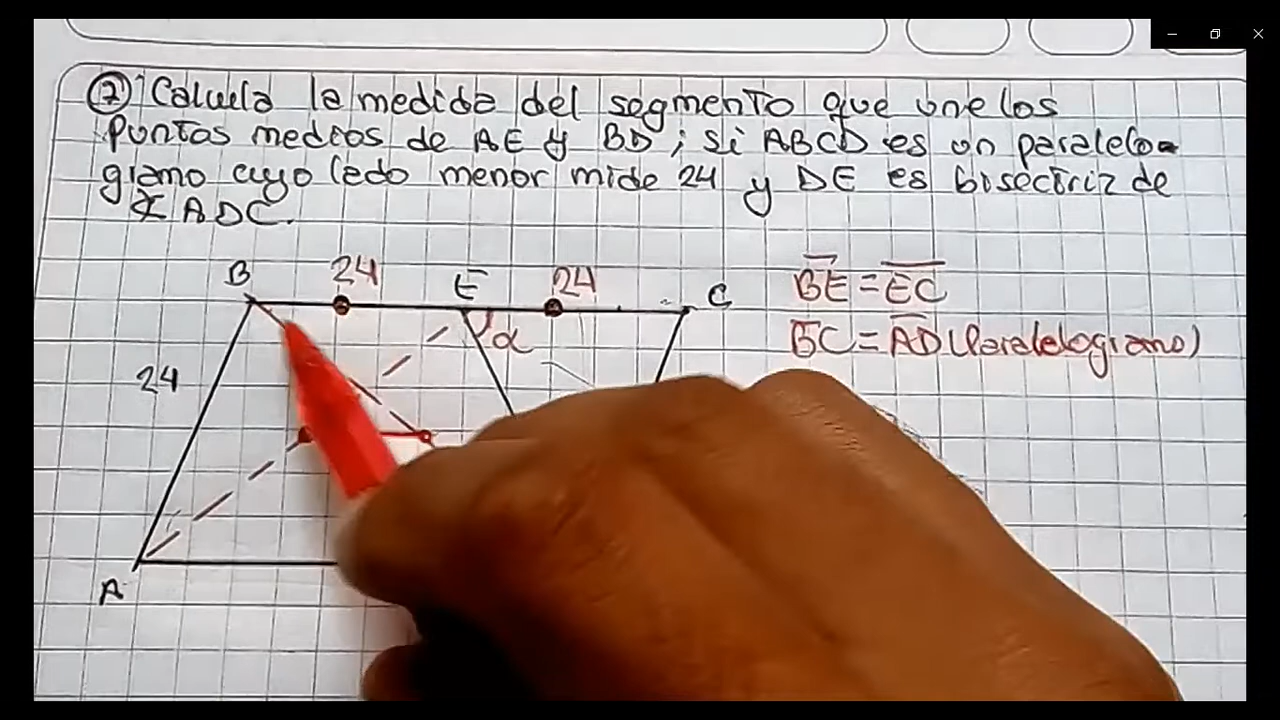 ⑦ Calcula la medida del segmento que une los
puntos medios de AE y BD; si ABCD es un paralelo-
gramo cuyo lado menor mide 24 y DE es bisectriz de
∡ ADC.
B 24 E 24 C
BE = EC
α
BC = AD (Paralelogramo)
24
A